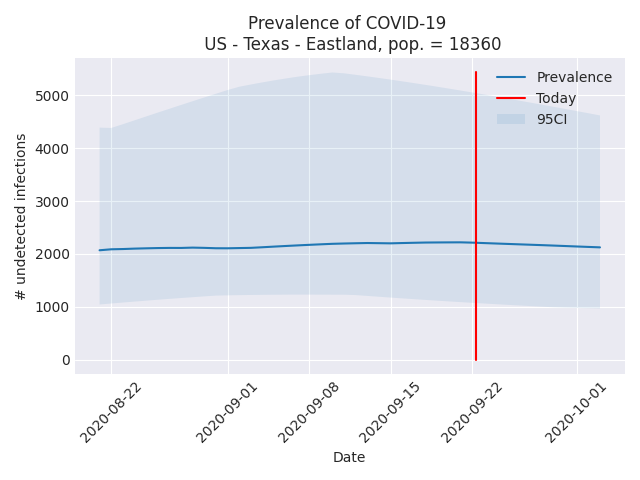 Prevalence of COVID-19
US - Texas - Eastland, pop. = 18360
Prevalence
Today
95CI
# undetected infections
5000
4000
3000
2000
1000
0
2020-08-22
2020-09-01
2020-09-08
2020-09-15
2020-09-22
2020-10-01
Date